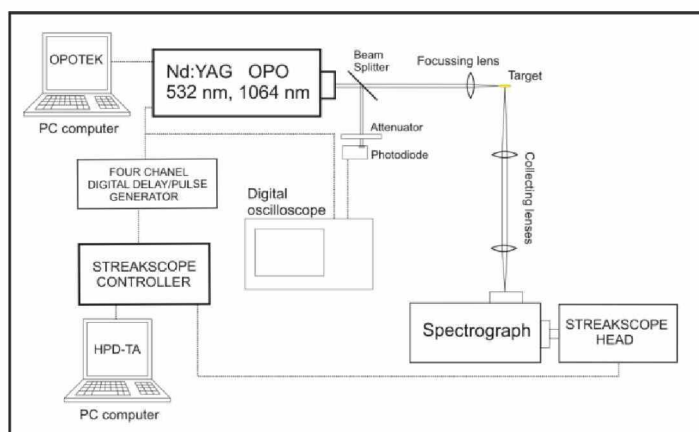 OPOTEK
PC computer
Nd:YAG OPO
532 nm, 1064 nm
Beam
Splitter
Focussing lens
Target
Attenuator
Photodiode
Collecting lenses
FOUR CHANEL
DIGITAL DELAY/PULSE
GENERATOR
Digital
oscilloscope
STREAKSCOPE
CONTROLLER
HPD-TA
PC computer
Spectrograph
STREAKSCOPE
HEAD